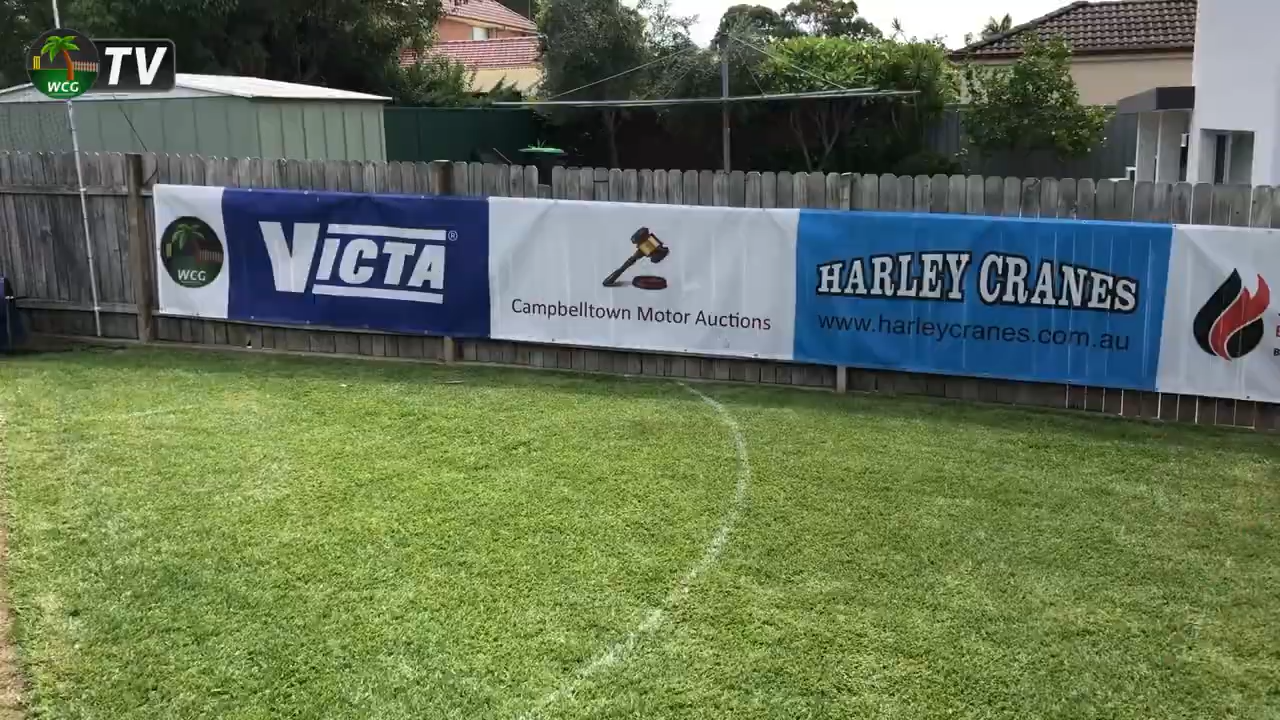 WCG TV
WCG
VICTA®
Campbelltown Motor Auctions
HARLEY CRANES
www.harleycranes.com.au